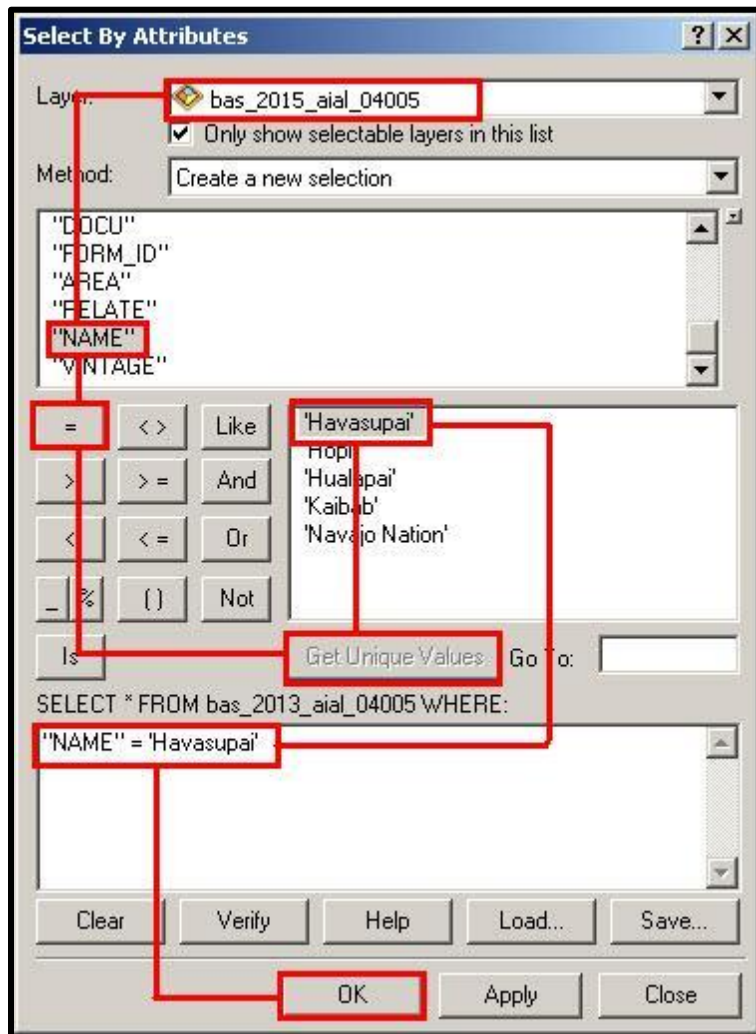 Select By Attributes
Layer: bas_2015_aial_04005
Only show selectable layers in this list
Method: Create a new selection
"DOCU"
"FORM_ID"
"AREA"
"RELATE"
"NAME"
"VINTAGE"
= < > Like 'Havasupai'
'Hopi'
> > = And 'Hualapai'
'Kaibab'
< < = Or 'Navajo Nation'
_ % ( ) Not
Is Get Unique Values Go To:
SELECT * FROM bas_2013_aial_04005 WHERE:
"NAME" = 'Havasupai'
Clear Verify Help Load... Save...
OK Apply Close